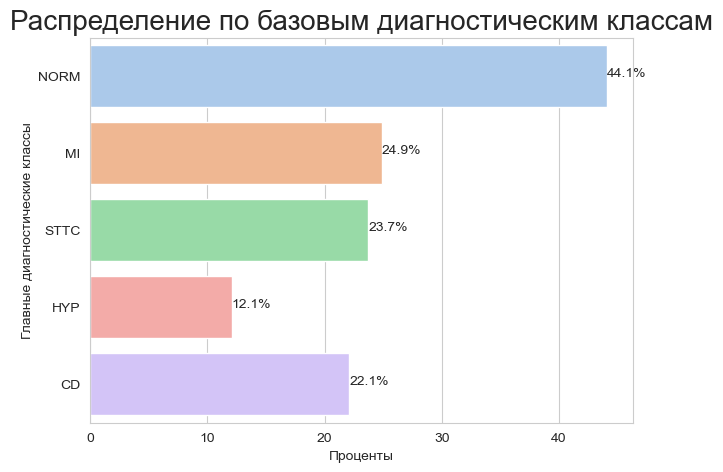 Распределение по базовым диагностическим классам
NORM
44.1%
MI
24.9%
STTC
23.7%
HYP
12.1%
CD
22.1%
Главные диагностические классы
0 10 20 30 40
Проценты